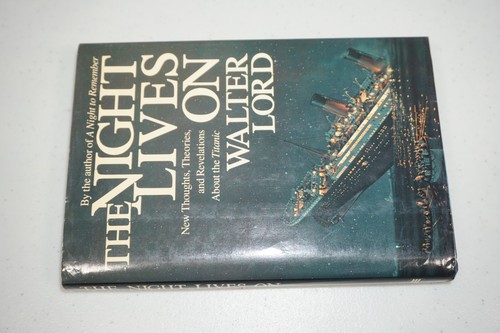 By the author of A Night to Remember
THE NIGHT
LIVES
ON
New Thoughts, Theories,
and Revelations
About the Titanic
WALTER
LORD
THE NIGHT LIVES ON